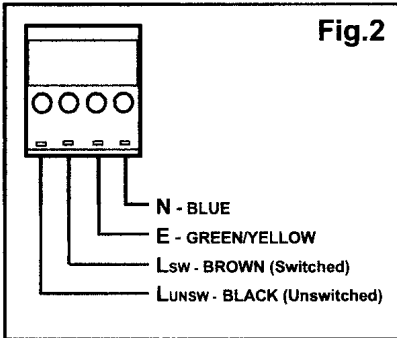 Fig.2
N - BLUE
E - GREEN/YELLOW
LSW - BROWN (Switched)
LUNSW - BLACK (Unswitched)